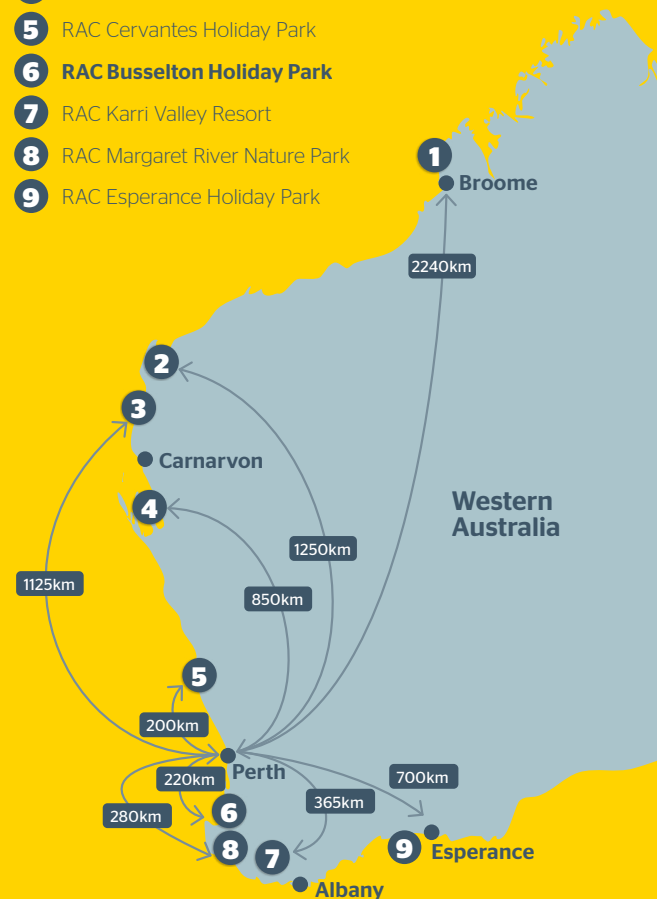 5 RAC Cervantes Holiday Park
6 RAC Busselton Holiday Park
7 RAC Karri Valley Resort
8 RAC Margaret River Nature Park
9 RAC Esperance Holiday Park
1
Broome
2240km
2
3
Carnarvon
4
Western
Australia
1250km
1125km
850km
5
200km
Perth
220km
700km
365km
280km
6
8
7
9
Esperance
Albany